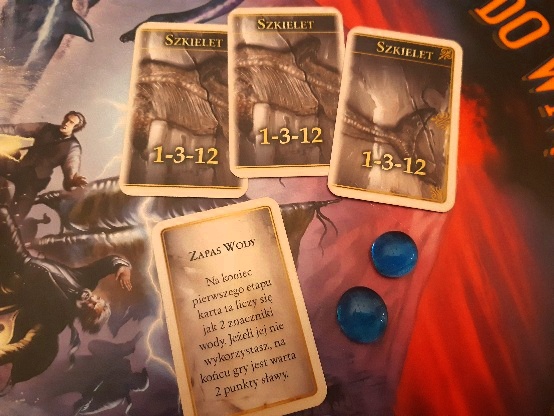 Szkielet
1-3-12
Szkielet
1-3-12
Szkielet
1-3-12
DO W
Zapas Wody
Na koniec
pierwszego etapu
karta ta liczy się
jak 2 znaczniki
wody. Jeżeli jej nie
wykorzystasz, na
końcu gry jest warta
2 punkty sławy.